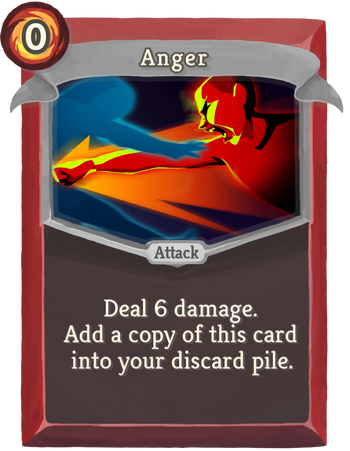 0
Anger
Attack
Deal 6 damage.
Add a copy of this card
into your discard pile.